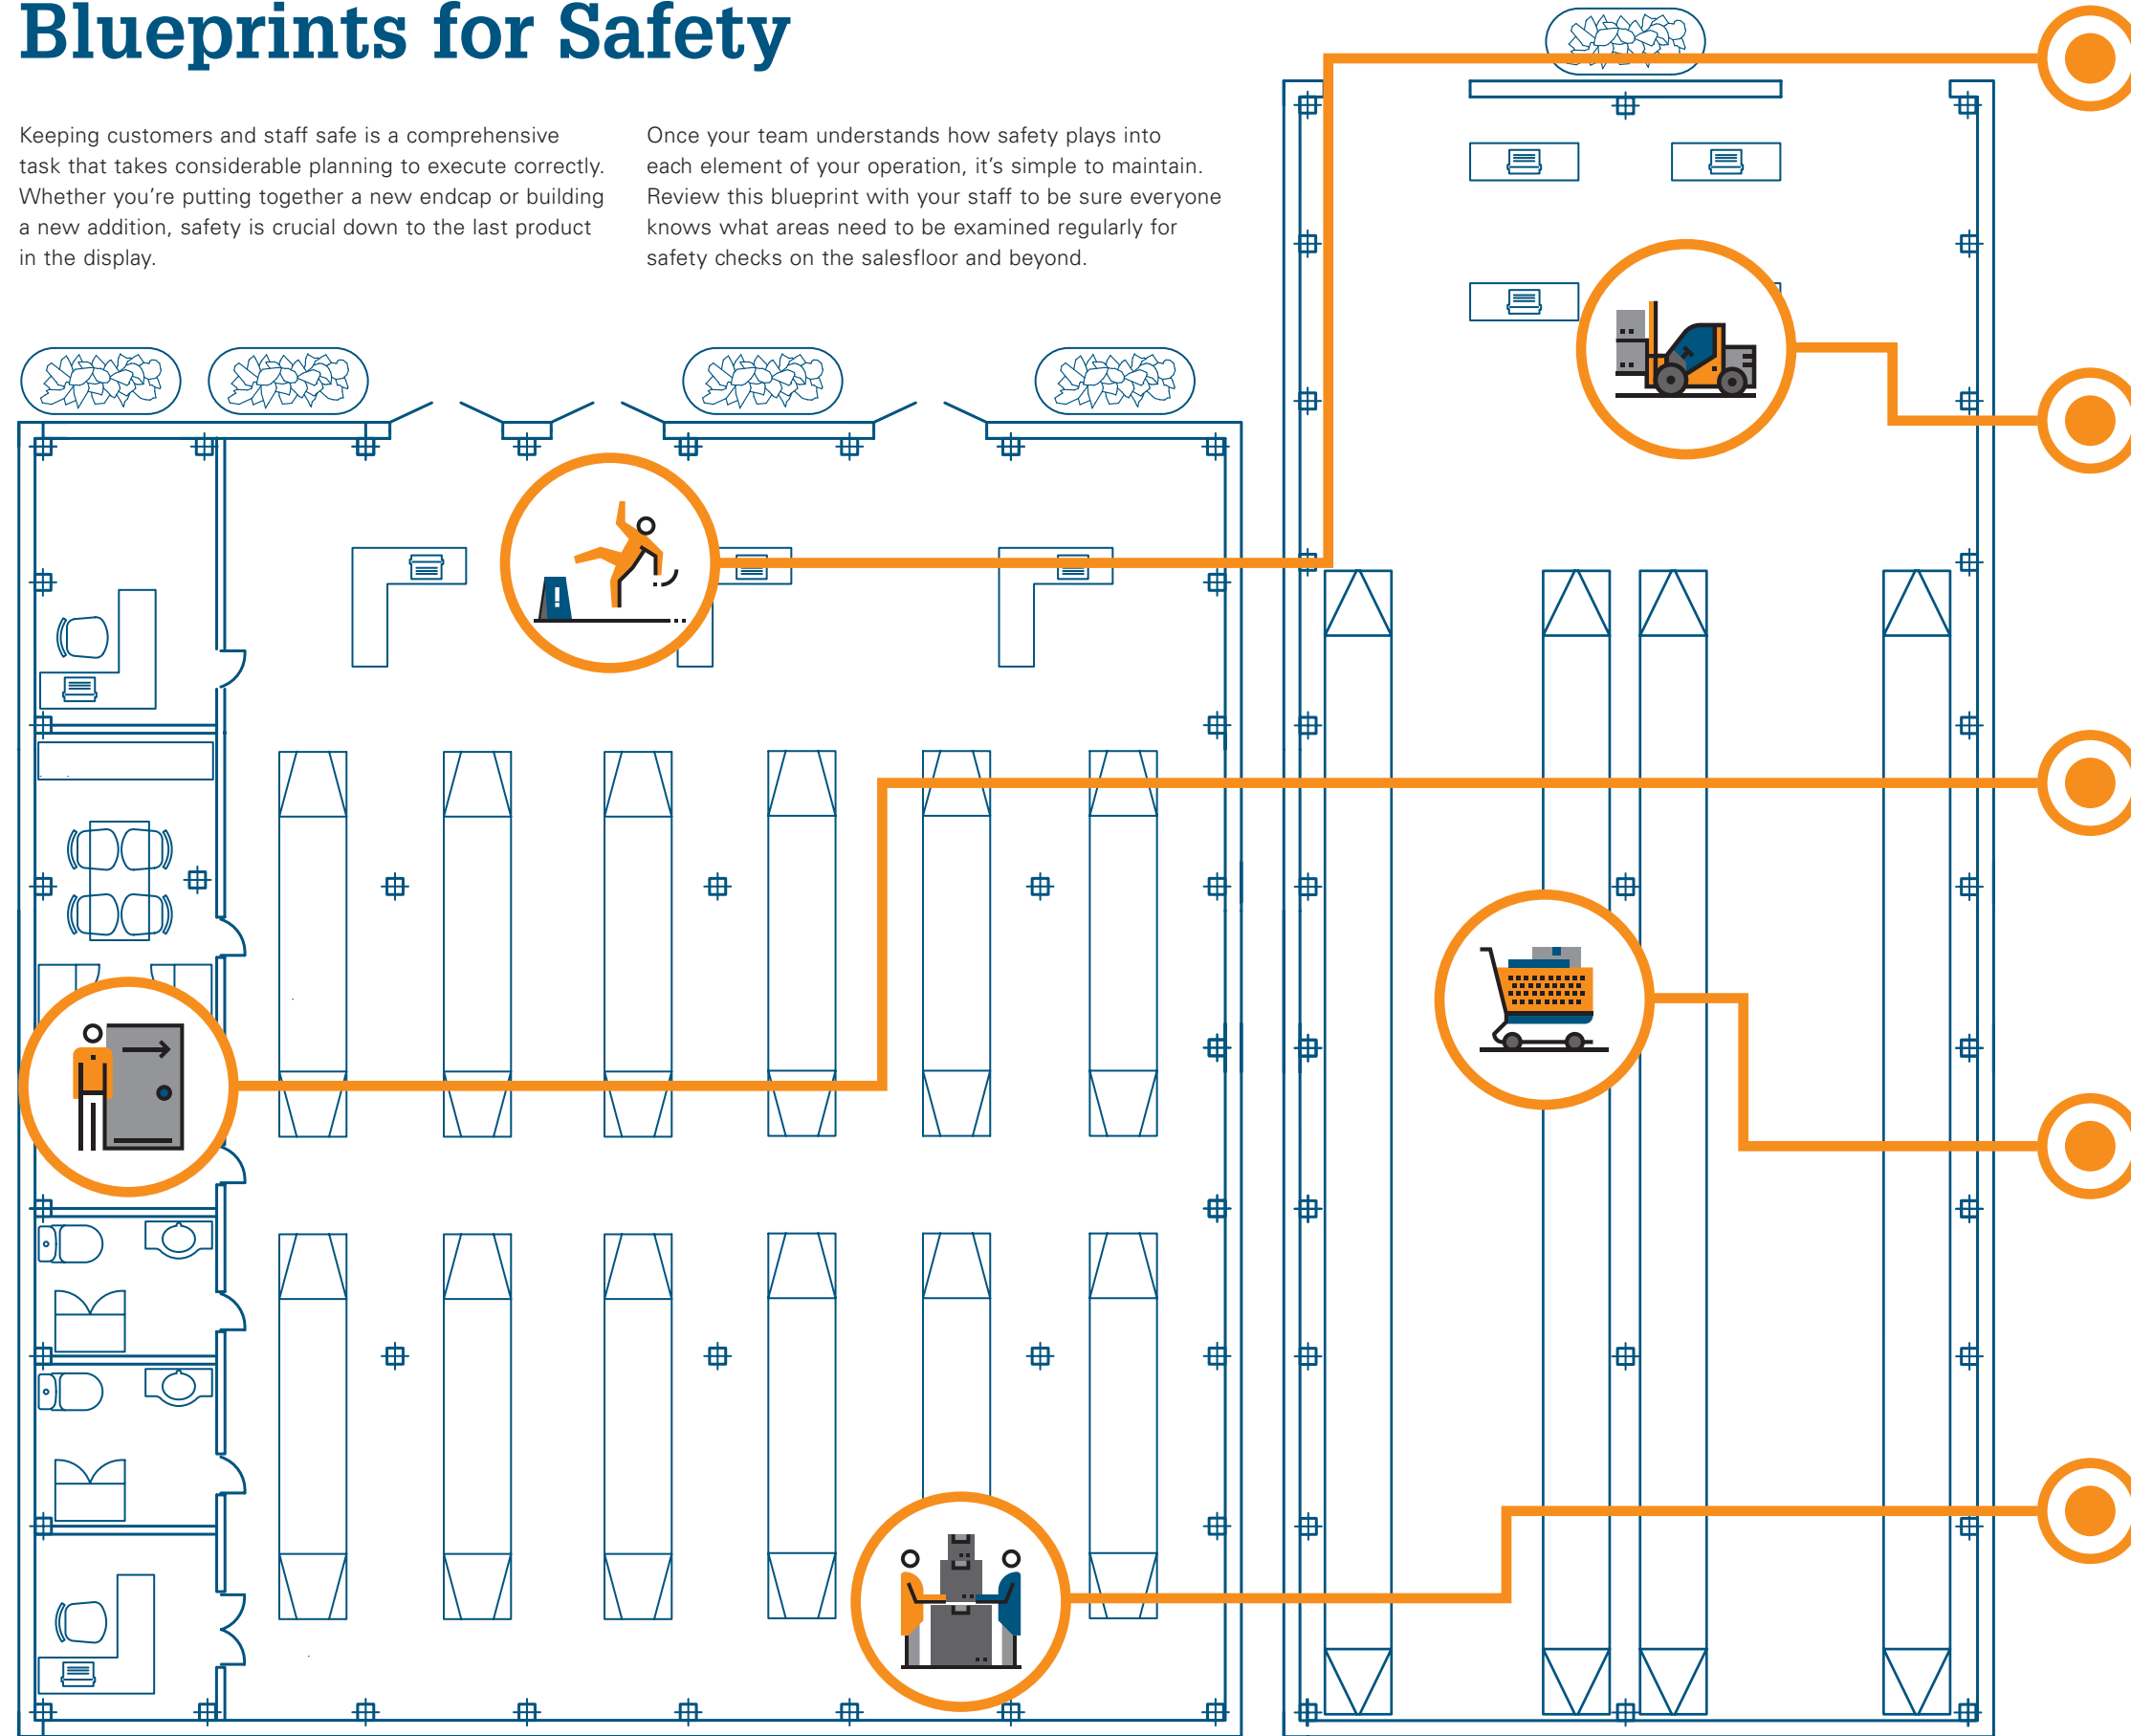 Blueprints for Safety
Keeping customers and staff safe is a comprehensive
task that takes considerable planning to execute correctly.
Whether you’re putting together a new endcap or building
a new addition, safety is crucial down to the last product
in the display.
Once your team understands how safety plays into
each element of your operation, it’s simple to maintain.
Review this blueprint with your staff to be sure everyone
knows what areas need to be examined regularly for
safety checks on the salesfloor and beyond.
!